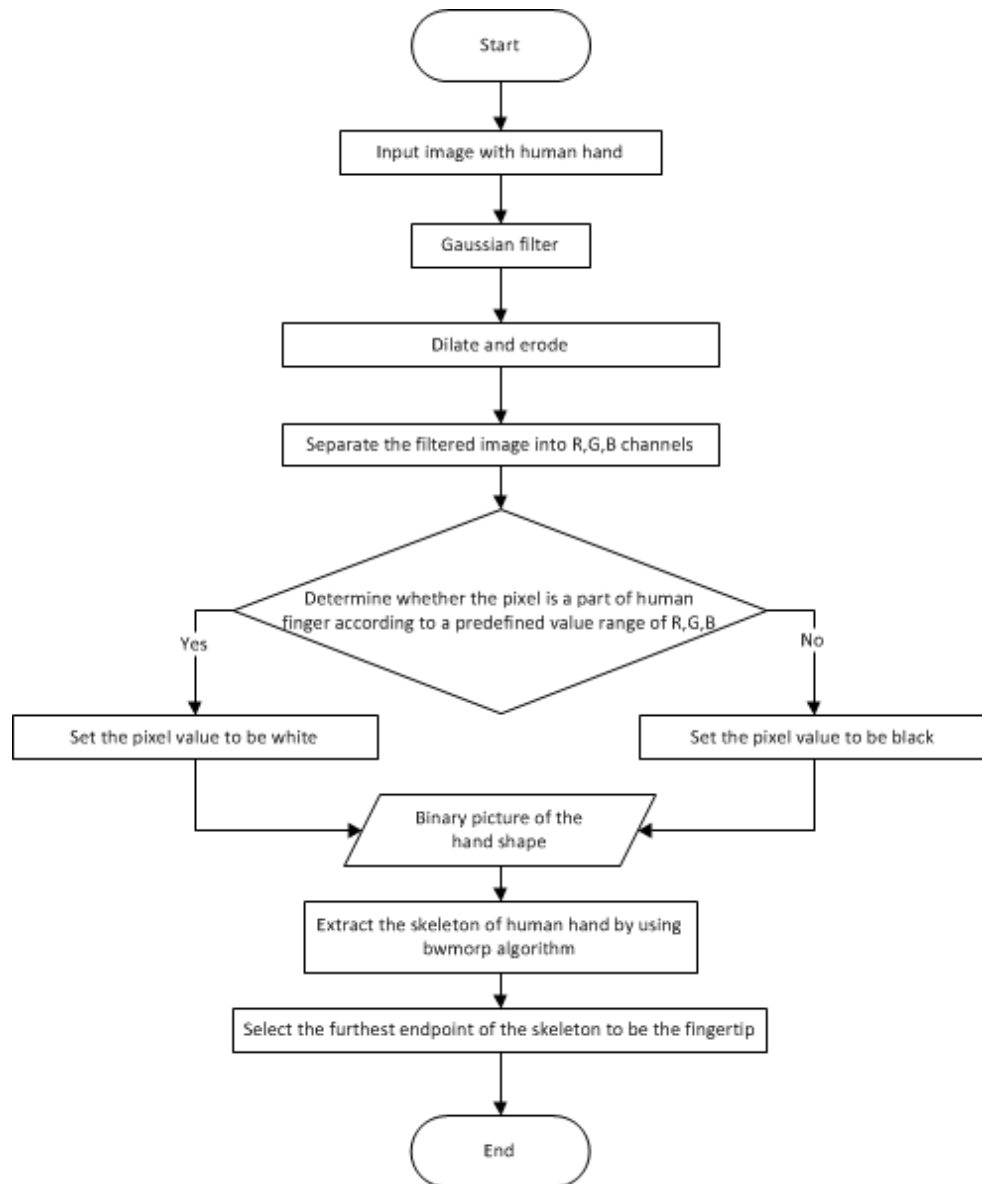 Start
Input image with human hand
Gaussian filter
Dilate and erode
Separate the filtered image into R,G,B channels
Determine whether the pixel is a part of human
finger according to a predefined value range of R,G,B
Yes
No
Set the pixel value to be white
Set the pixel value to be black
Binary picture of the
hand shape
Extract the skeleton of human hand by using
bwmorp algorithm
Select the furthest endpoint of the skeleton to be the fingertip
End